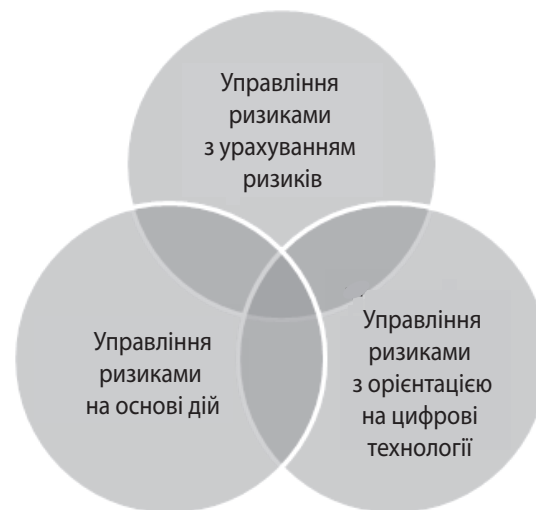 Управління
ризиками
з урахуванням
ризиків
Управління
ризиками
на основі дій
Управління
ризиками
з орієнтацією
на цифрові
технології